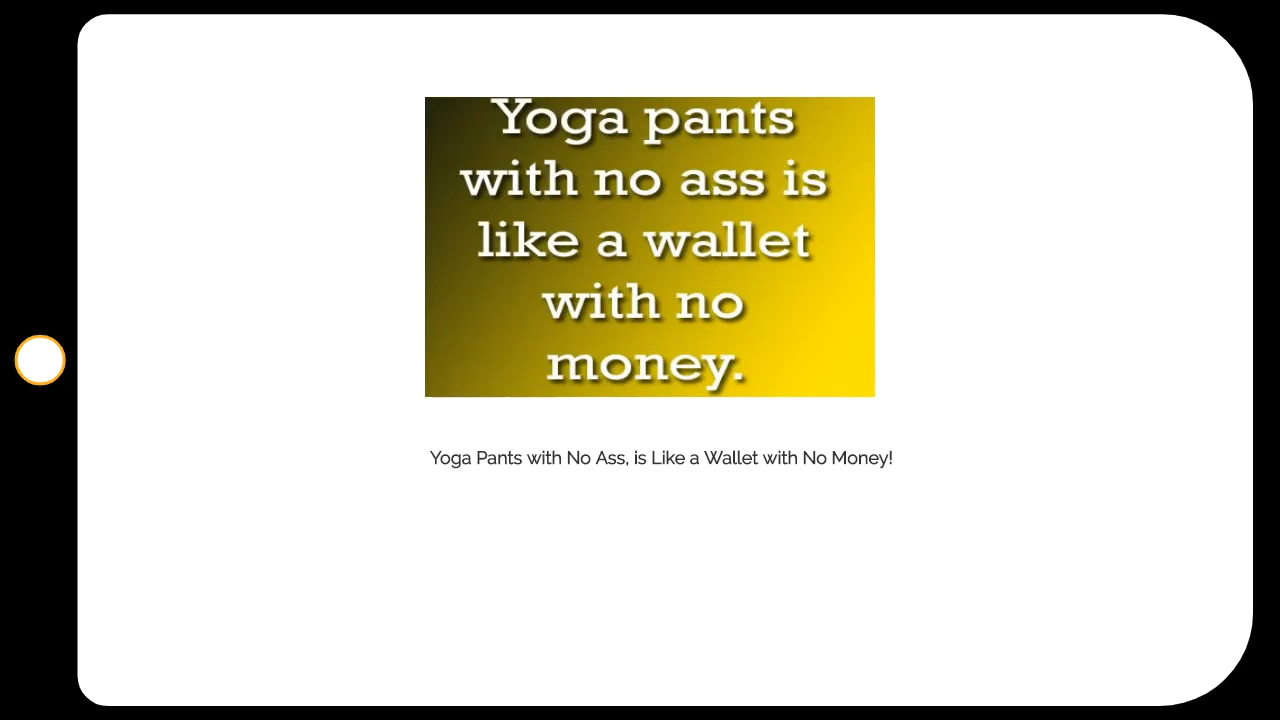 Yoga pants
with no ass is
like a wallet
with no
money.
Yoga Pants with No Ass, is Like a Wallet with No Money!